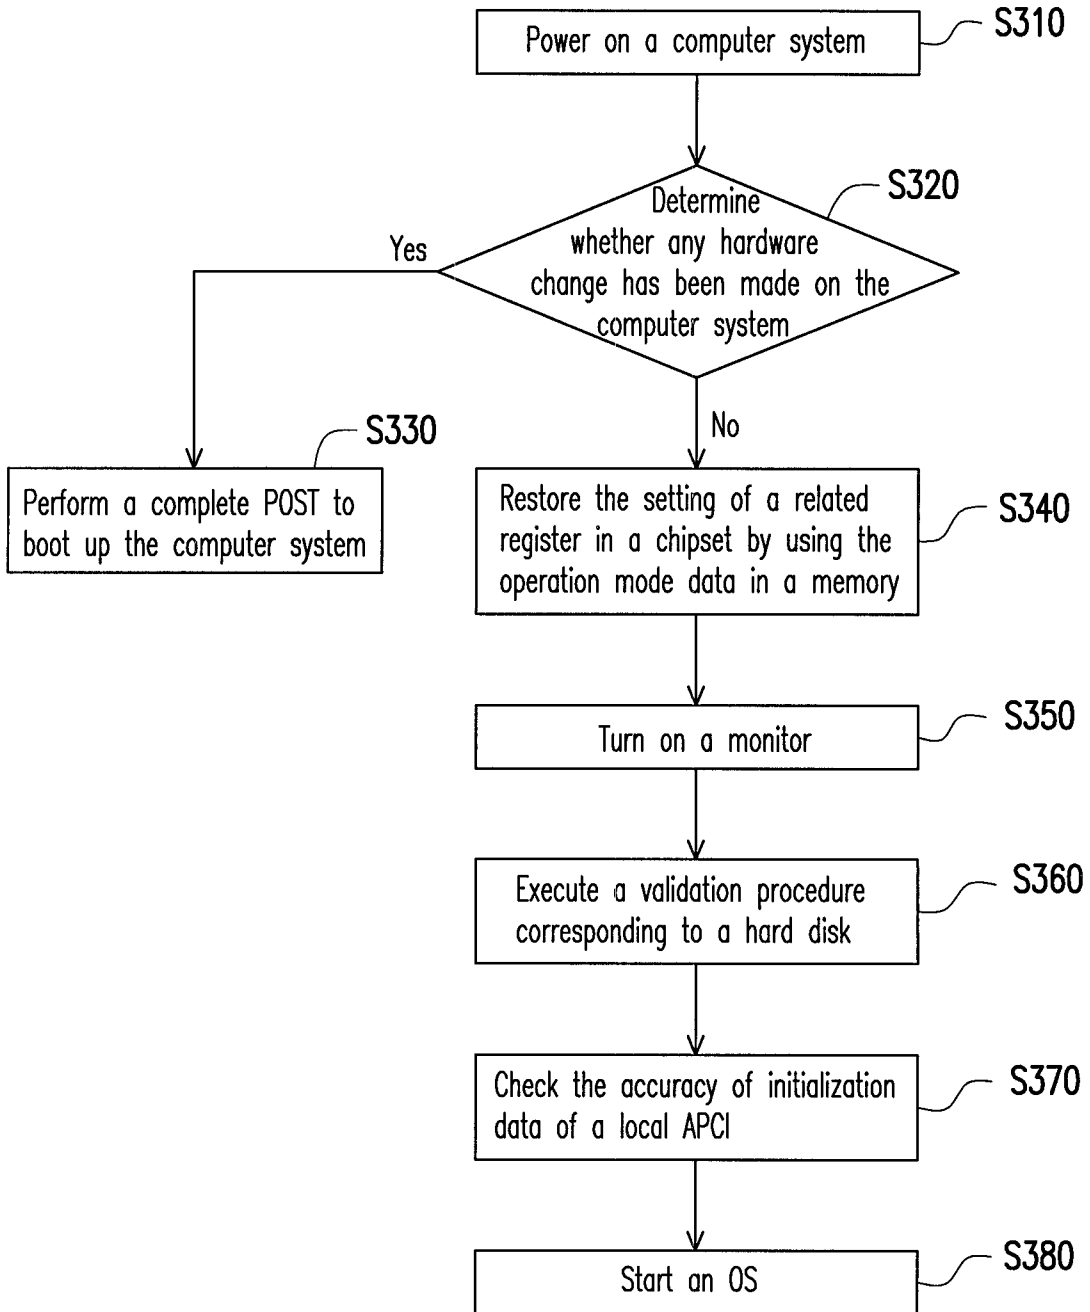 Power on a computer system
S310
S320
Determine
whether any hardware
change has been made on the
computer system
Yes
No
S330
Perform a complete POST to
boot up the computer system
Restore the setting of a related
register in a chipset by using the
operation mode data in a memory
S340
Turn on a monitor
S350
Execute a validation procedure
corresponding to a hard disk
S360
Check the accuracy of initialization
data of a local APCI
S370
Start an OS
S380